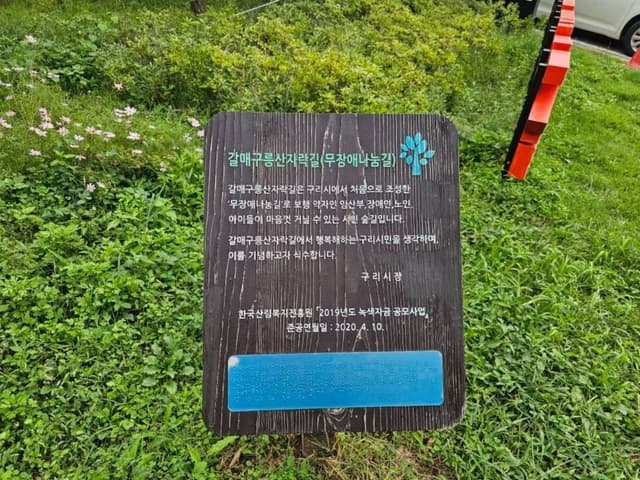 갈매구릉산자락길(무장애나눔길)
갈매구릉산자락길은 구리시에서 처음으로 조성한
'무장애나눔길'로 보행 약자인 임산부,장애인,노인,
아이들이 마음껏 거닐 수 있는 시민 숲길입니다.
갈매구릉산자락길에서 행복해하는 구리시민을 생각하며,
이를 기념하고자 식수합니다.
구리시장
한국산림복지진흥원 「2019년도 녹색자금 공모사업」
준공연월일 : 2020. 4. 10.